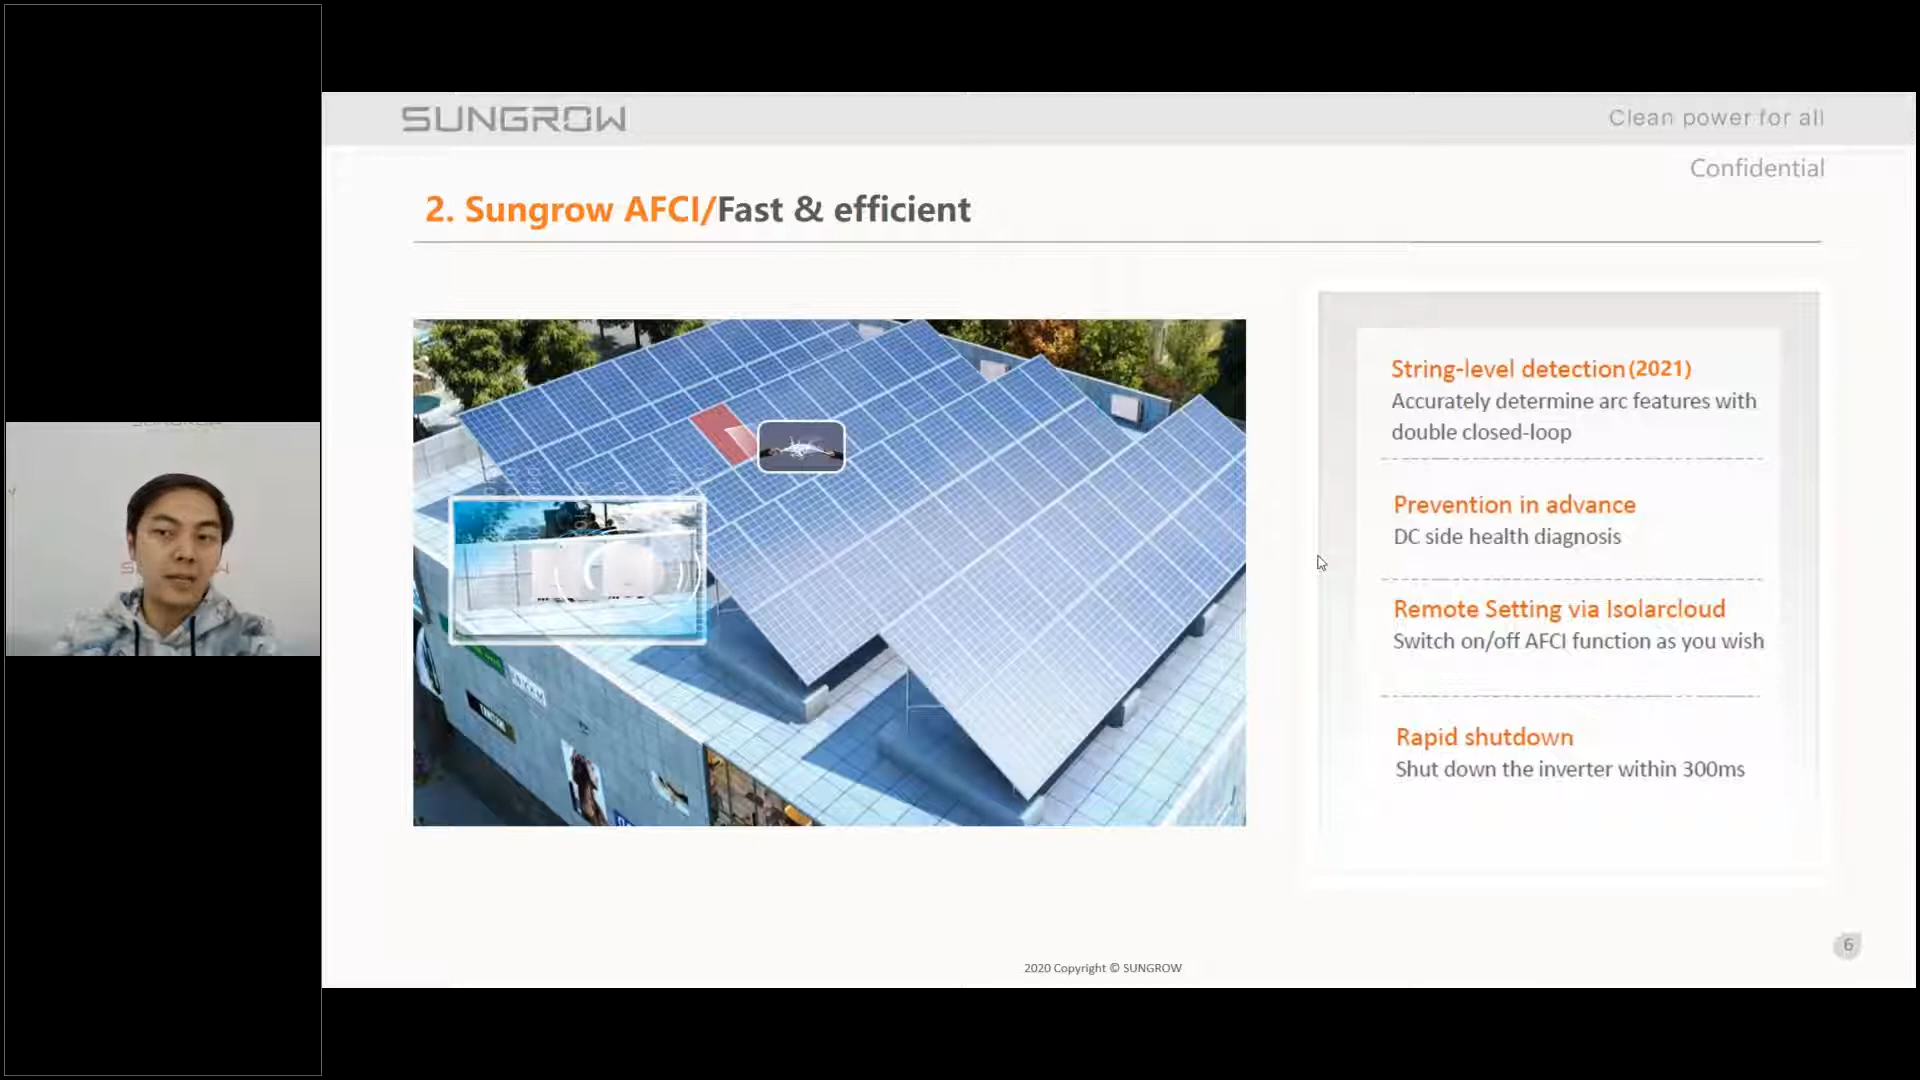 SUNGROW
Clean power for all
Confidential
2. Sungrow AFCI/Fast & efficient
String-level detection(2021)
Accurately determine arc features with
double closed-loop
Prevention in advance
DC side health diagnosis
Remote Setting via Isolarcloud
Switch on/off AFCI function as you wish
Rapid shutdown
Shut down the inverter within 300ms
6
2020 Copyright © SUNGROW